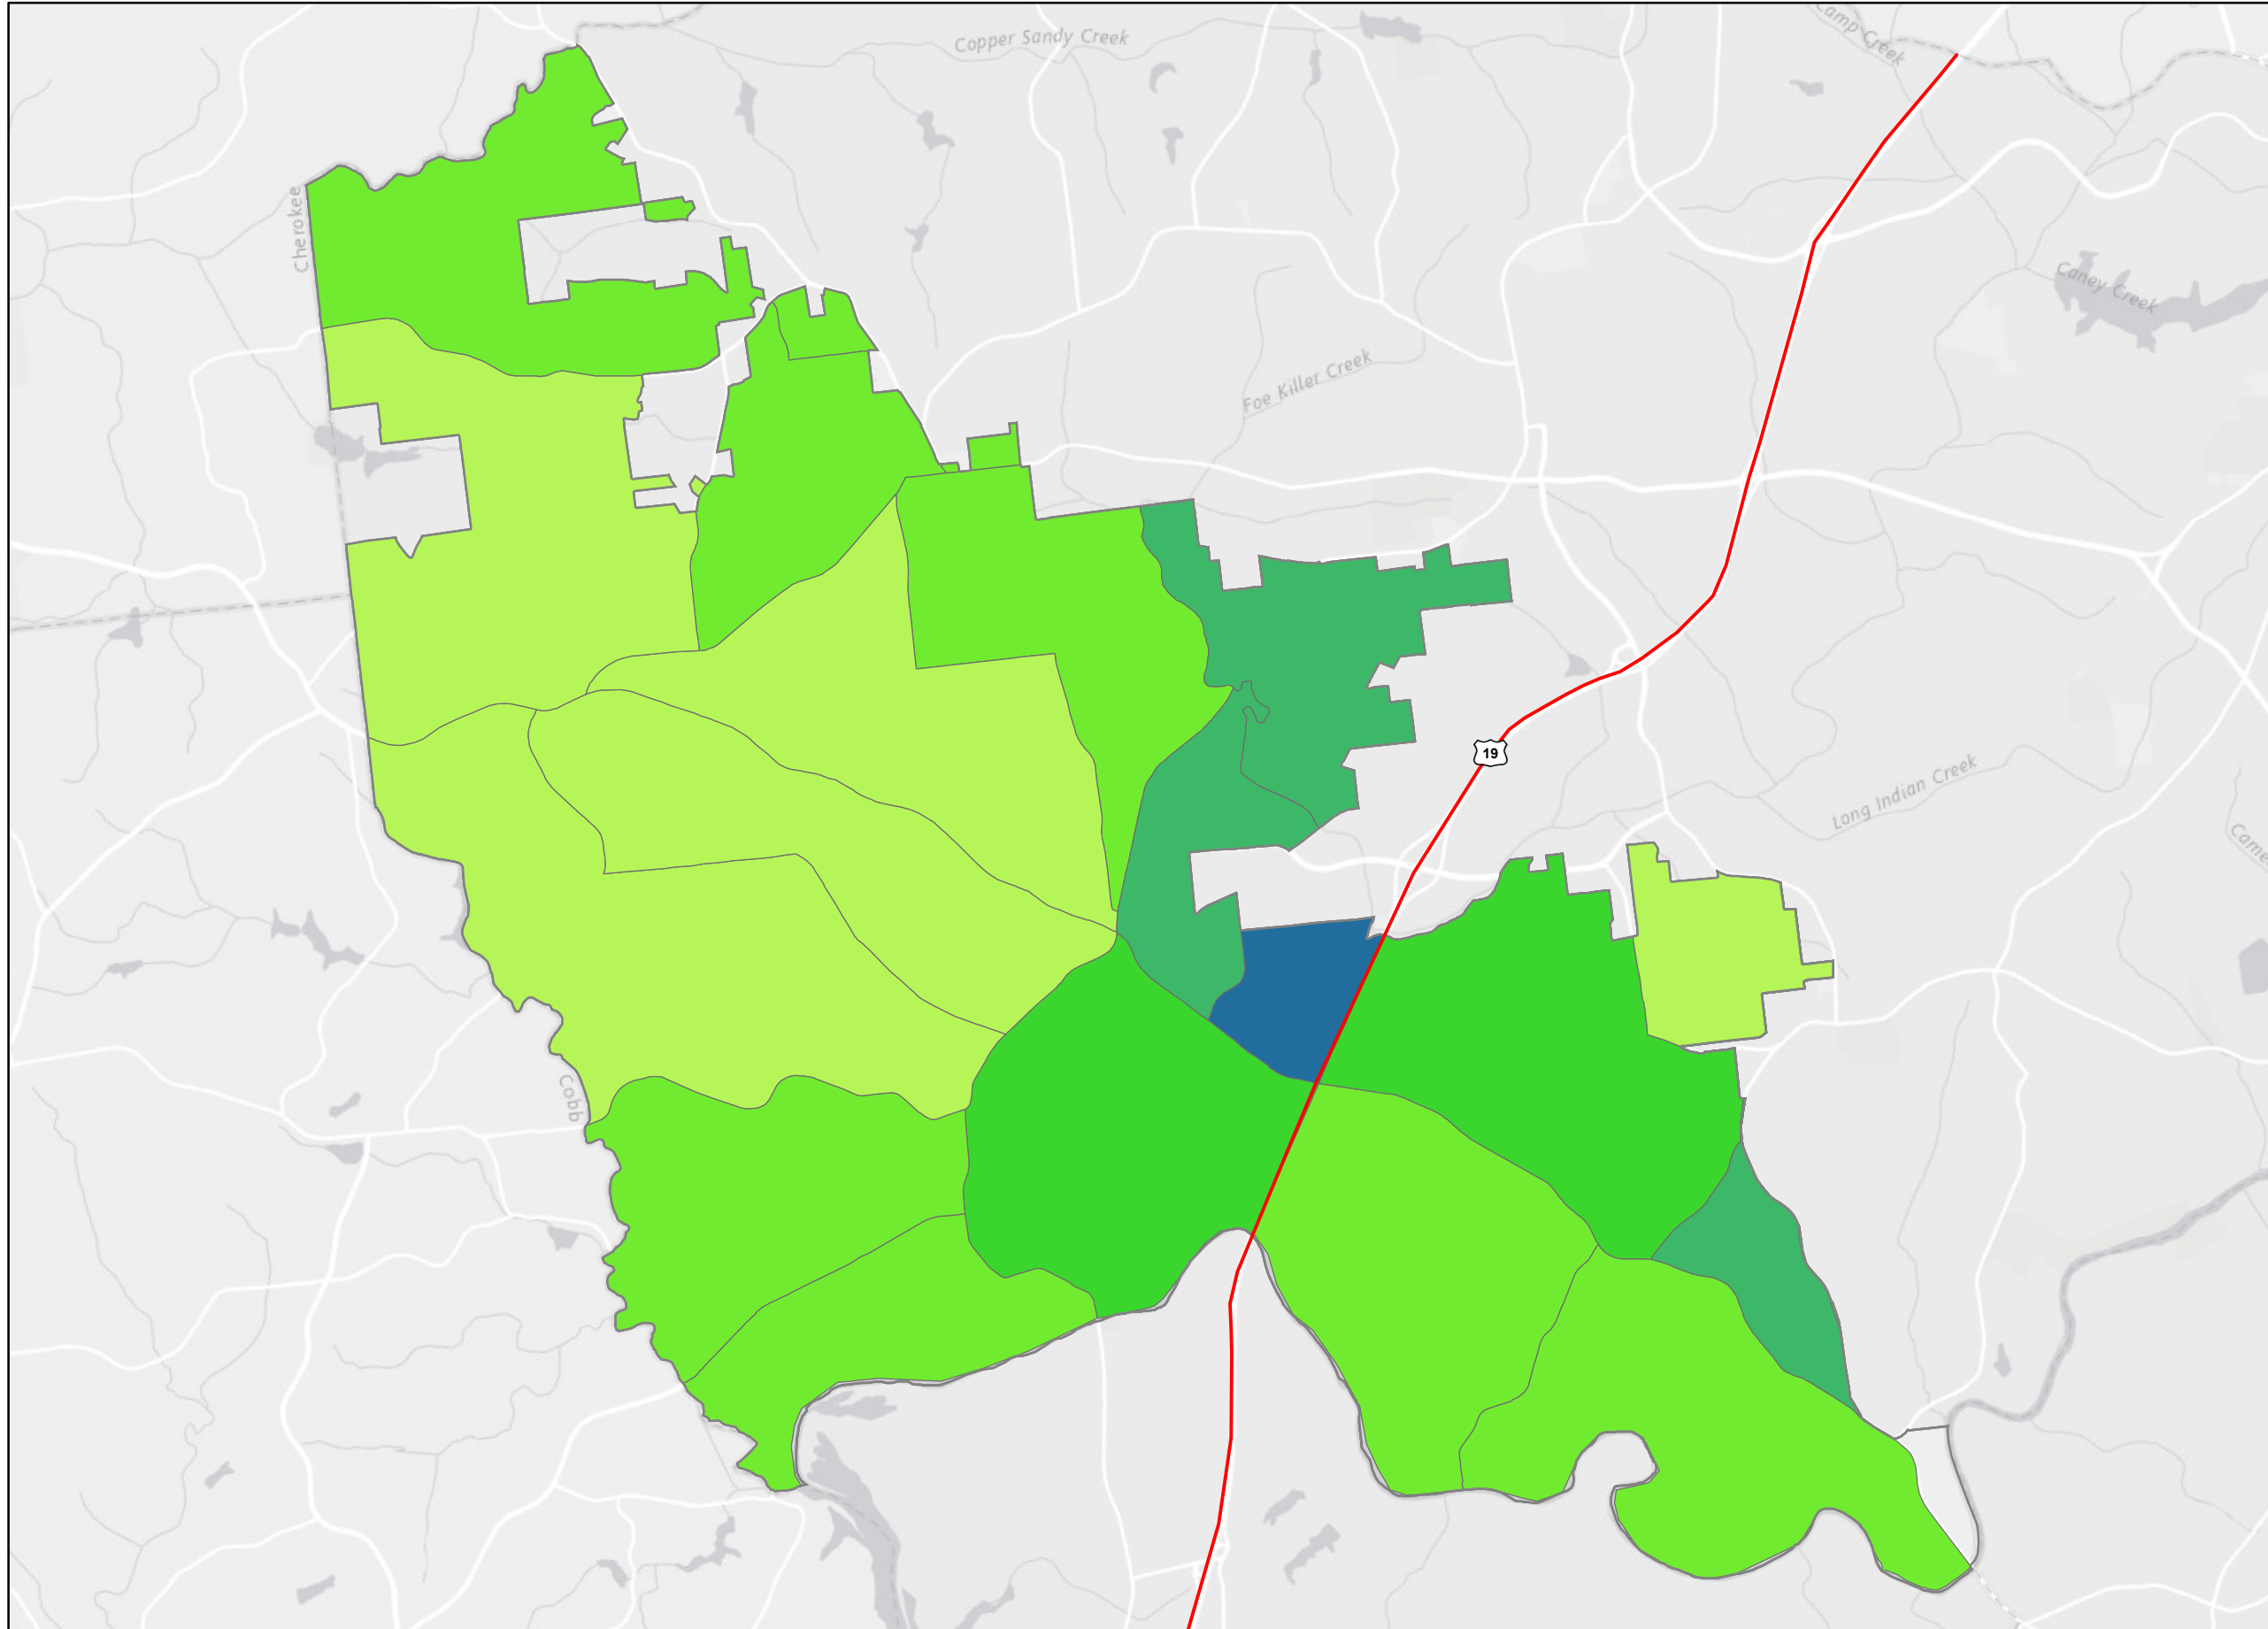 Copper Sandy Creek
Camp Creek
Cherokee
Caney Creek
Foe Killer Creek
19
Long Indian Creek
Cobb